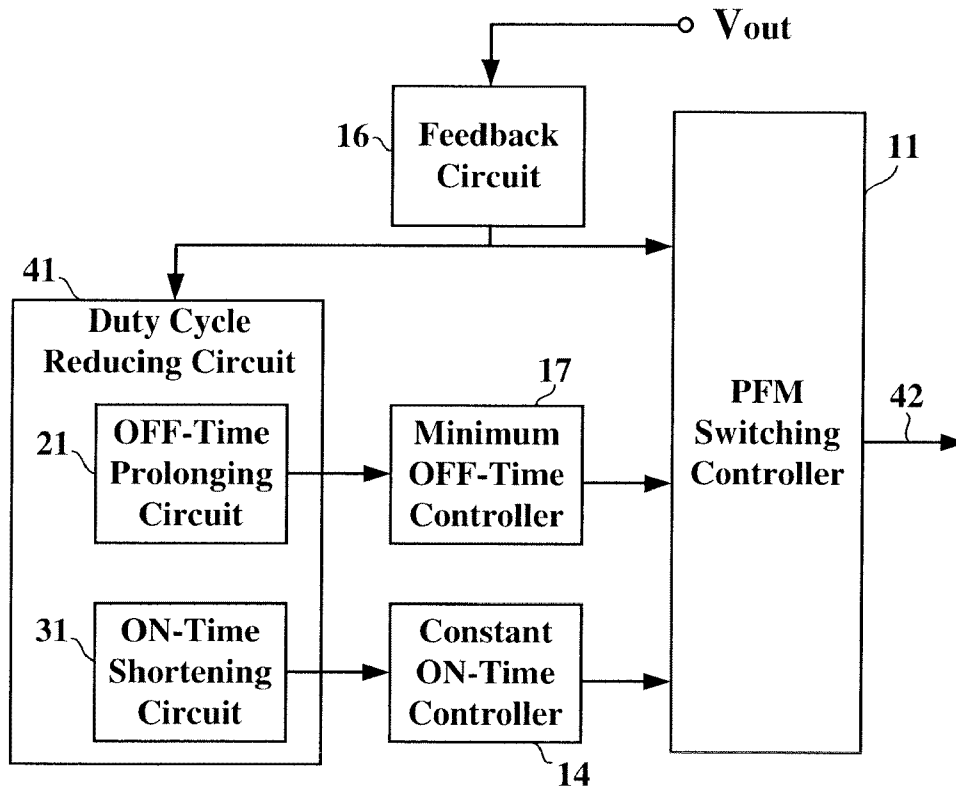 Vout
16
Feedback
Circuit
11
41
Duty Cycle
Reducing Circuit
21
OFF-Time
Prolonging
Circuit
17
Minimum
OFF-Time
Controller
PFM
Switching
Controller
42
31
ON-Time
Shortening
Circuit
Constant
ON-Time
Controller
14